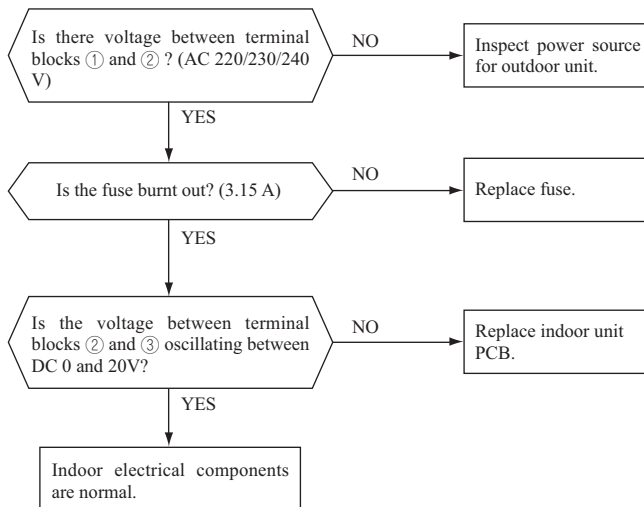 Is there voltage between terminal
blocks ① and ② ? (AC 220/230/240
V)
NO
Inspect power source
for outdoor unit.
YES
Is the fuse burnt out? (3.15 A)
NO
Replace fuse.
YES
Is the voltage between terminal
blocks ② and ③ oscillating between
DC 0 and 20V?
NO
Replace indoor unit
PCB.
YES
Indoor electrical components
are normal.